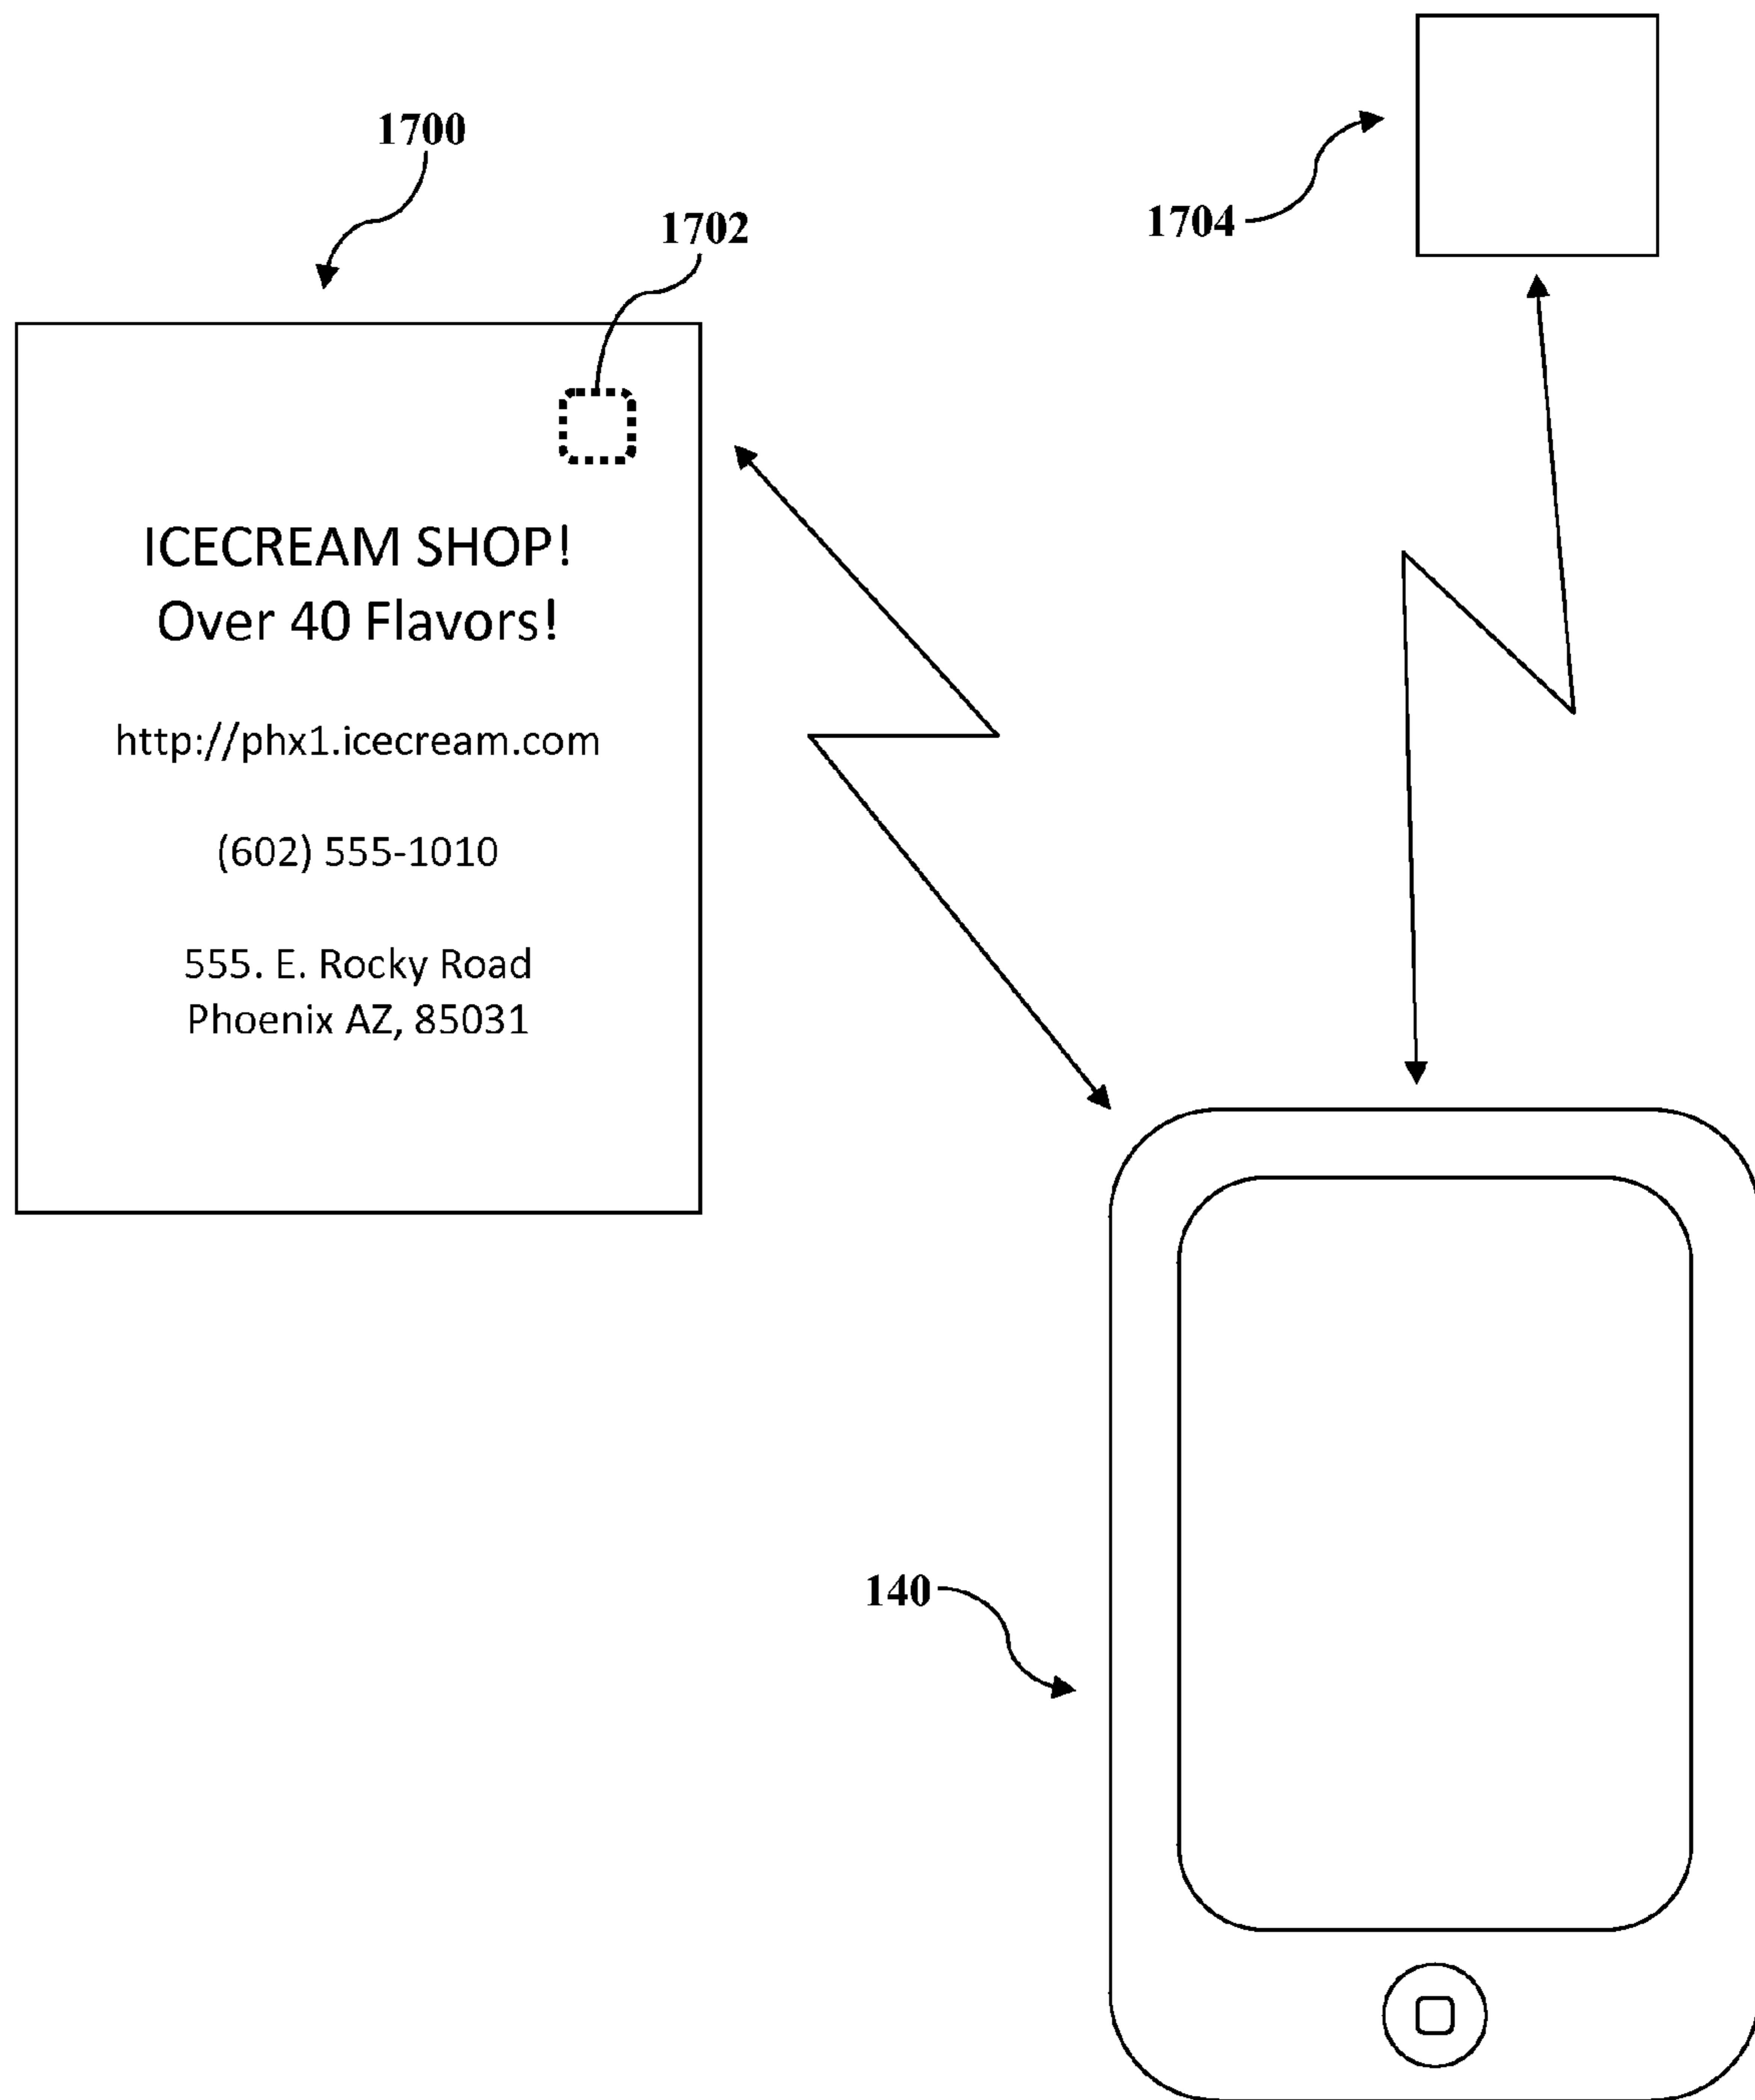 1700
1702
1704
ICECREAM SHOP!
Over 40 Flavors!
http://phx1.icecream.com
(602) 555-1010
555. E. Rocky Road
Phoenix AZ, 85031
140